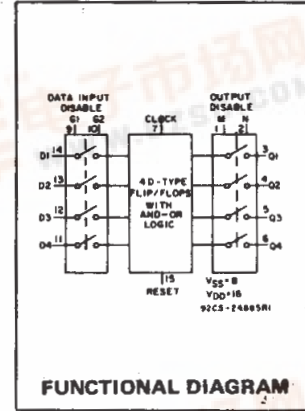 DATA INPUT
DISABLE
G1 G2
9 10
CLOCK
7
OUTPUT
DISABLE
M N
1 2
D1 14
D2 13
D3 12
D4 11
4 D-TYPE
FLIP/FLOPS
WITH
AND-OR
LOGIC
3 Q1
4 Q2
5 Q3
6 Q4
15
RESET
VSS=8
VDD=16
92CS-24885R1
FUNCTIONAL DIAGRAM